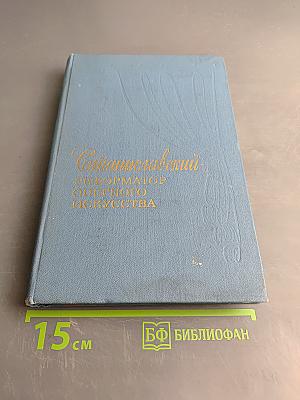 Станиславский
РЕФОРМАТОР
ОПЕРНОГО
ИСКУССТВА
15 см
БФ БИБЛИОФАН